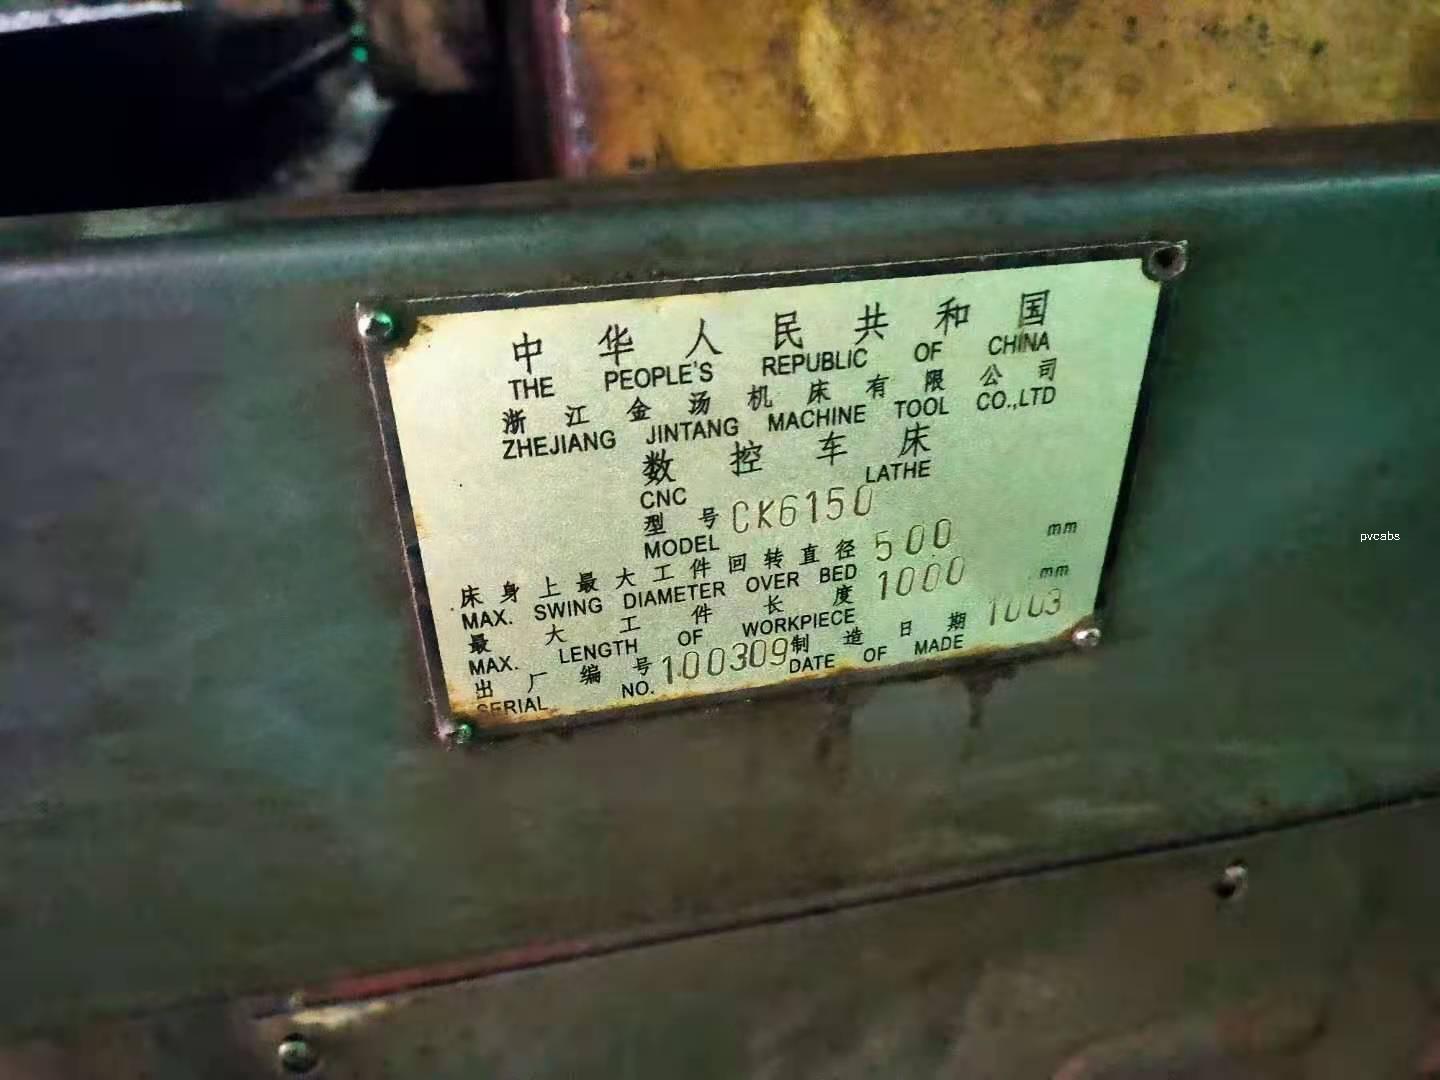 中华人民共和国
THE PEOPLE'S REPUBLIC OF CHINA
浙江金汤机床有限公司
ZHEJIANG JINTANG MACHINE TOOL CO.,LTD
数控车床
CNC LATHE
型号 CK6150
MODEL
床身上最大工件回转直径 500 mm
MAX. SWING DIAMETER OVER BED
最大工件长度 1000 mm
MAX. LENGTH OF WORKPIECE
出厂编号 100309 制造日期 1003
SERIAL NO. DATE OF MADE
pvcabs